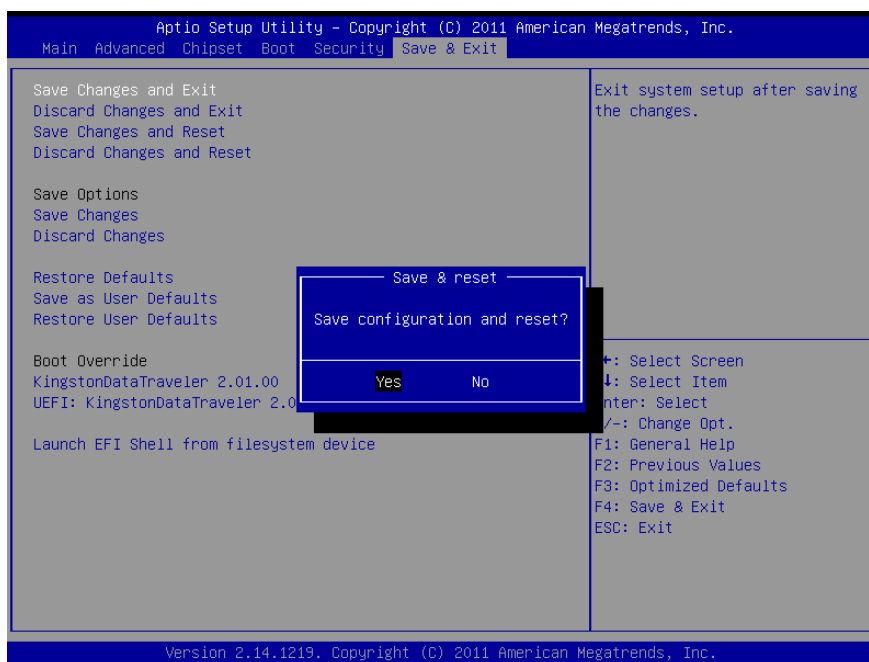 Aptio Setup Utility – Copyright (C) 2011 American Megatrends, Inc.
Main Advanced Chipset Boot Security Save & Exit
Save Changes and Exit
Discard Changes and Exit
Save Changes and Reset
Discard Changes and Reset
Save Options
Save Changes
Discard Changes
Restore Defaults
Save as User Defaults
Restore User Defaults
Boot Override
KingstonDataTraveler 2.01.00
UEFI: KingstonDataTraveler 2.0
Launch EFI Shell from filesystem device
Save & reset
Save configuration and reset?
Yes No
Exit system setup after saving
the changes.
: Select Screen
↓: Select Item
nter: Select
/-: Change Opt.
F1: General Help
F2: Previous Values
F3: Optimized Defaults
F4: Save & Exit
ESC: Exit
Version 2.14.1219. Copyright (C) 2011 American Megatrends, Inc.